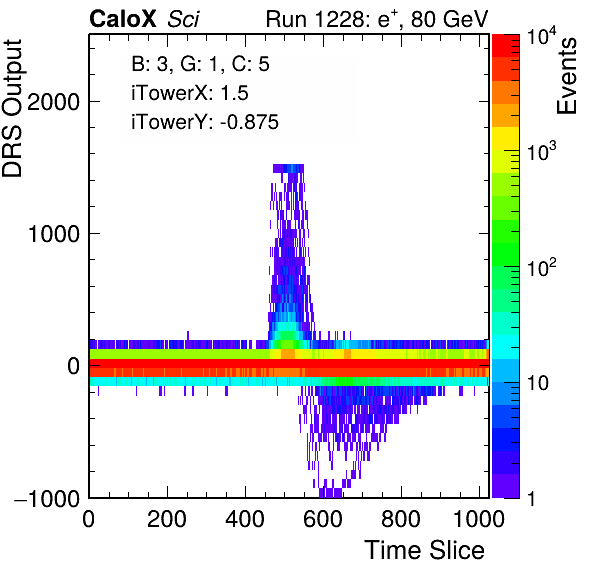 CaloX Sci
Run 1228: e+, 80 GeV
B: 3, G: 1, C: 5
iTowerX: 1.5
iTowerY: -0.875
DRS Output
2000
1000
0
−1000
0 200 400 600 800 1000
Time Slice
Events
10^4
10^3
10^2
10
1